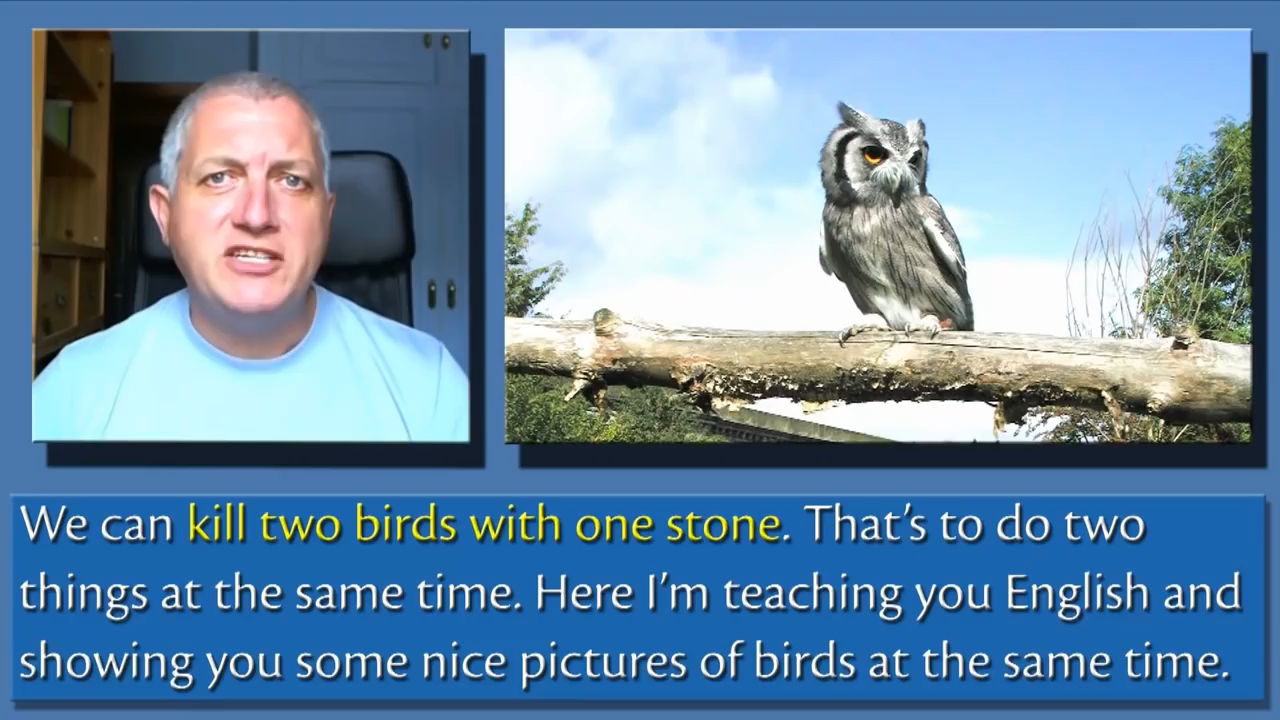 We can kill two birds with one stone. That's to do two
things at the same time. Here I'm teaching you English and
showing you some nice pictures of birds at the same time.